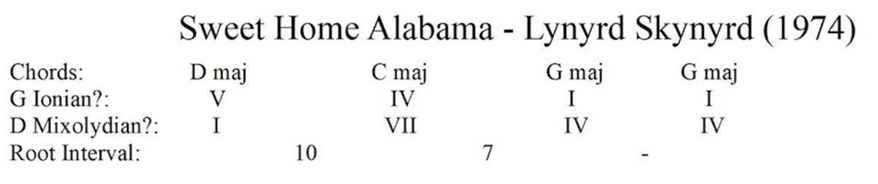 Sweet Home Alabama - Lynyrd Skynyrd (1974)
Chords: D maj C maj G maj G maj
G Ionian?: V IV I I
D Mixolydian?: I VII IV IV
Root Interval: 10 7 -